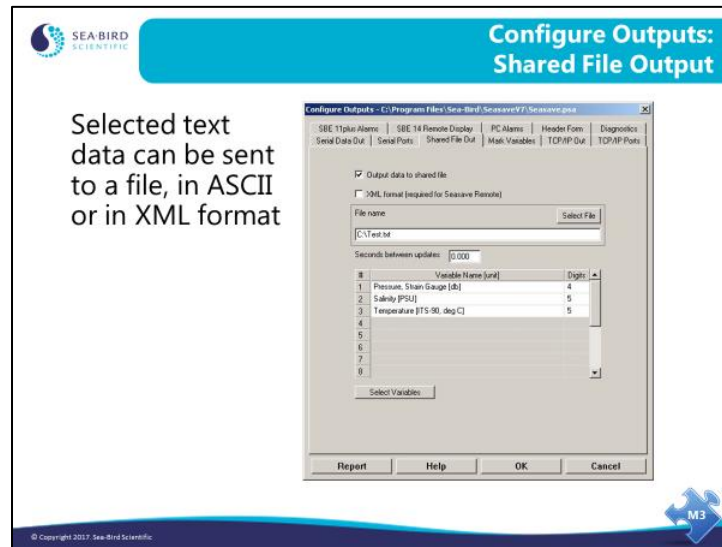 SEA·BIRD
SCIENTIFIC
Configure Outputs:
Shared File Output
Selected text
data can be sent
to a file, in ASCII
or in XML format
Configure Outputs - C:\Program Files\Sea-Bird\SeasaveV7\Seasave.psa
SBE 11plus Alarms SBE 14 Remote Display PC Alarms Header Form Diagnostics
Serial Data Out Serial Ports Shared File Out Mark Variables TCP/IP Out TCP/IP Ports
Output data to shared file
XML format (required for Seasave Remote)
File name
Select File
C:\Test.txt
Seconds between updates 0.000
# Variable Name [unit] Digits
1 Pressure, Strain Gauge [db] 4
2 Salinity [PSU] 5
3 Temperature [ITS-90, deg C] 5
4
5
6
7
8
Select Variables
Report Help OK Cancel
M3
© Copyright 2017 Sea-Bird Scientific